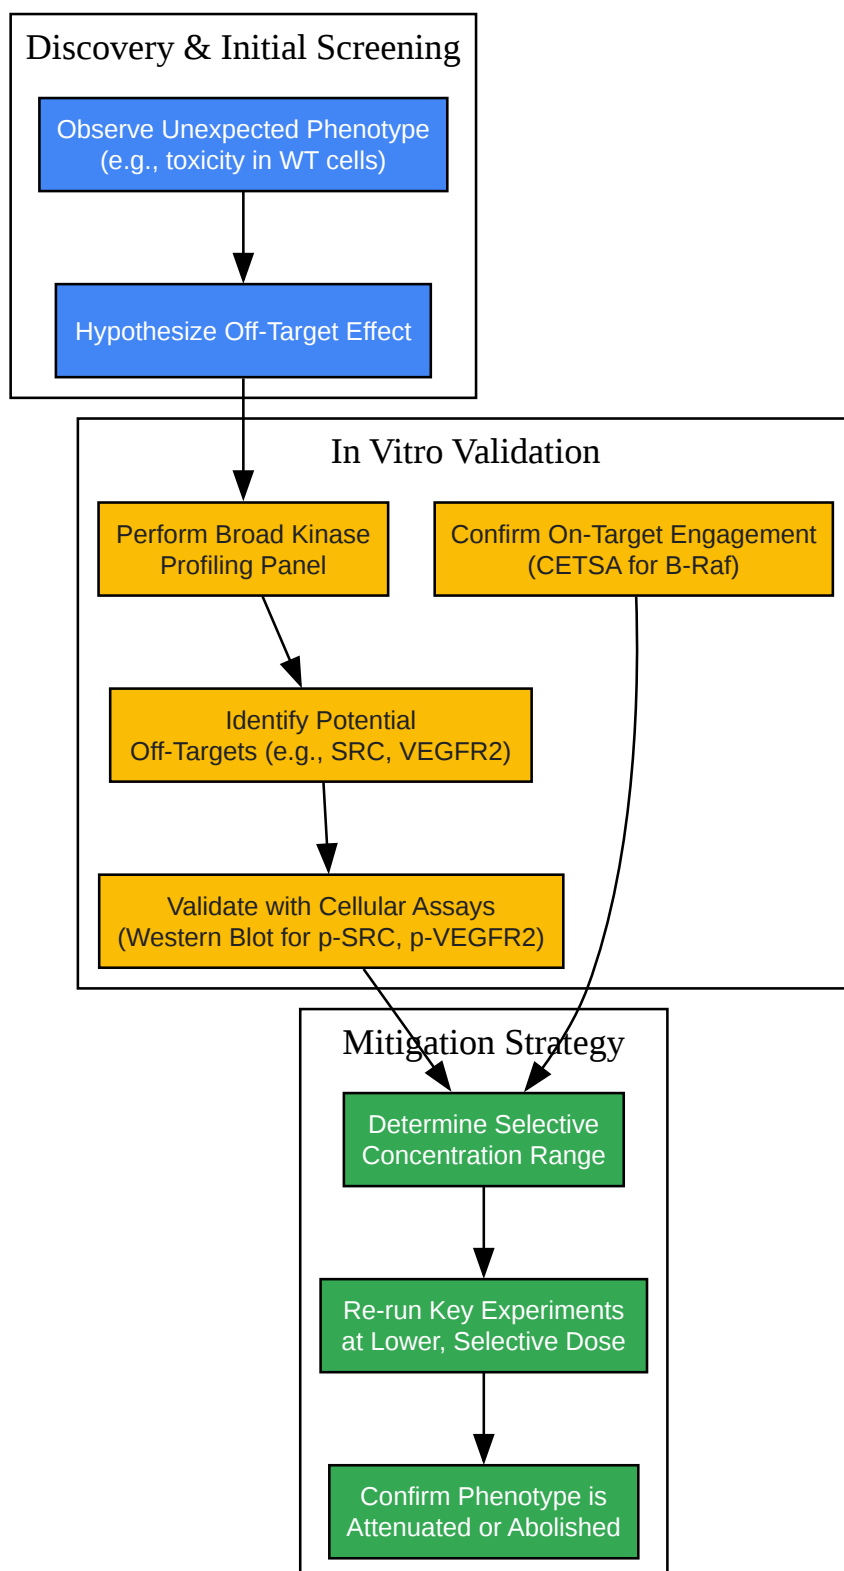 Discovery & Initial Screening
Observe Unexpected Phenotype
(e.g., toxicity in WT cells)
Hypothesize Off-Target Effect
In Vitro Validation
Perform Broad Kinase
Profiling Panel
Confirm On-Target Engagement
(CETSA for B-Raf)
Identify Potential
Off-Targets (e.g., SRC, VEGFR2)
Validate with Cellular Assays
(Western Blot for p-SRC, p-VEGFR2)
Mitigation Strategy
Determine Selective
Concentration Range
Re-run Key Experiments
at Lower, Selective Dose
Confirm Phenotype is
Attenuated or Abolished